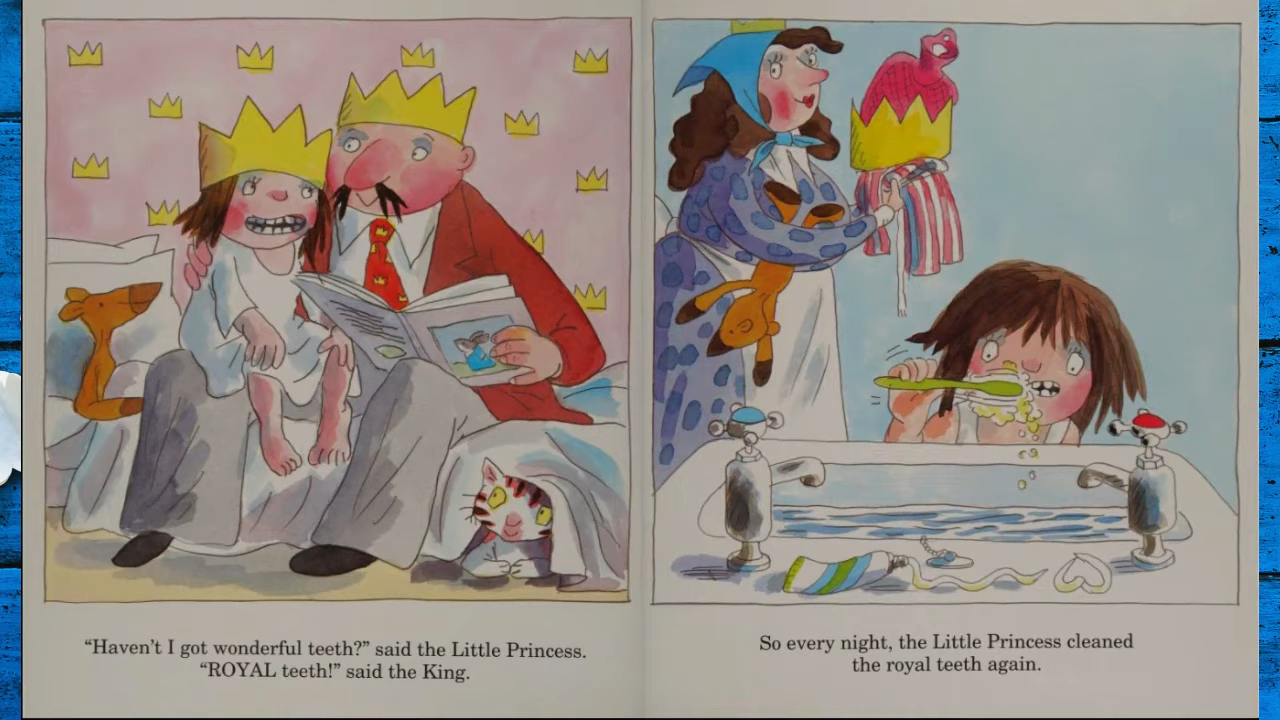 “Haven’t I got wonderful teeth?” said the Little Princess.
“ROYAL teeth!” said the King.
So every night, the Little Princess cleaned
the royal teeth again.